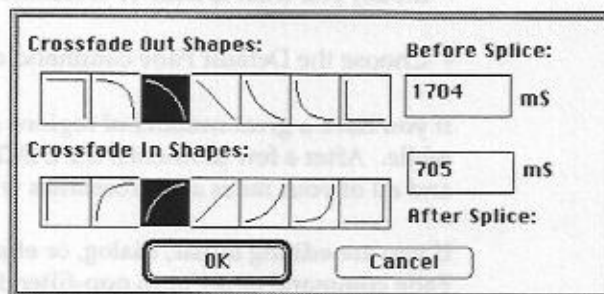 Crossfade Out Shapes:
Before Splice:
1704 mS
Crossfade In Shapes:
705 mS
After Splice:
OK
Cancel